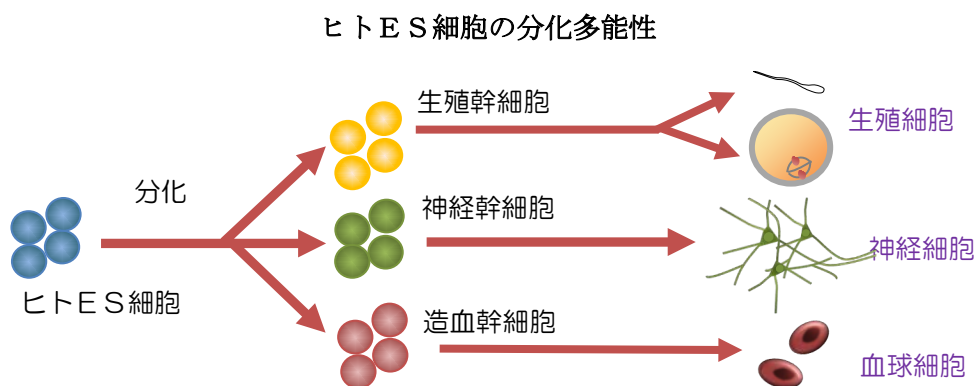 ヒトＥＳ細胞の分化多能性
生殖幹細胞
生殖細胞
分化
神経幹細胞
神経細胞
ヒトＥＳ細胞
造血幹細胞
血球細胞